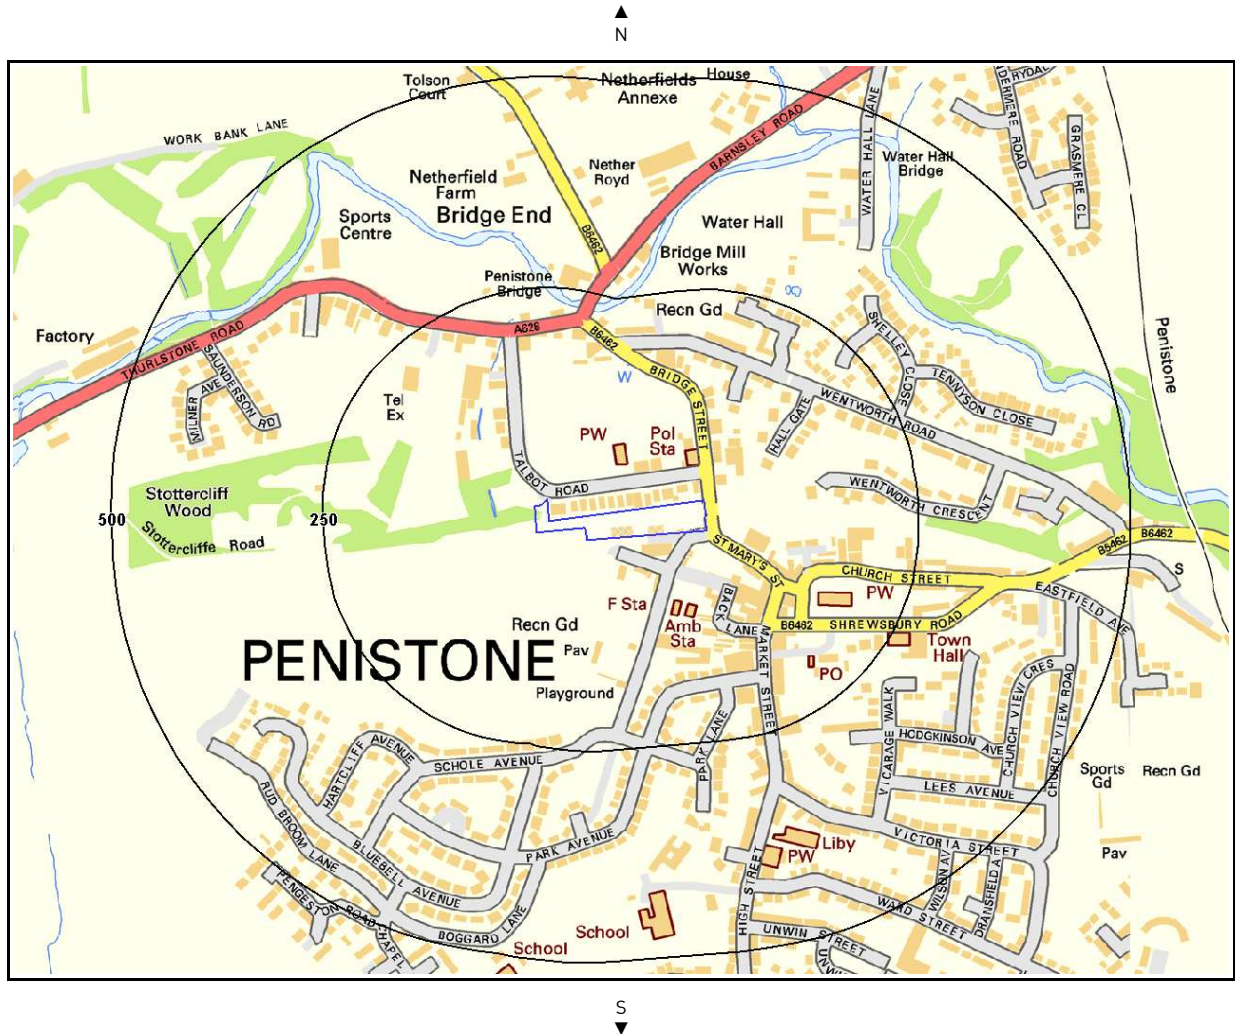 N
Tolson
Court
Netherfields
Annexe
House
WORK BANK LANE
BARNSLEY ROAD
WATER HALL LANE
DERMERE ROAD
RYDAL
GRASMERE CL
Water Hall
Bridge
Nether
Royd
Netherfield
Farm
Bridge End
Sports
Centre
Water Hall
B6462
Bridge Mill
Works
Penistone
Bridge
Recn Gd
Factory
THURLSTONE ROAD
A628
B6462
SHELLEY CLOSE
Penistone
SAUNDERSON RD
WILNER AVE
W
BRIDGE STREET
TENNYSON CLOSE
WENTWORTH ROAD
HALL GATE
Tel
Ex
PW
Pol
Sta
TALBOT ROAD
WENTWORTH CRESCENT
Stottercliff
Wood
500
250
Stottercliffe Road
ST MARY'S ST
B6462
B6462
CHURCH STREET
S
EASTFIELD AVE
F Sta
Amb
Sta
BACK LANE
PW
B6462
SHREWSBURY ROAD
Town
Hall
Recn Gd
Pav
PENISTONE
Playground
PO
MARKET STREET
PARK LANE
VICARAGE WALK
HODGKINSON AVE
CHURCH VIEW CRES
CHURCH VIEW ROAD
SCHOLE AVENUE
HARTCLIFF AVENUE
LEES AVENUE
Sports
Gd
Recn Gd
RUD BROOM LANE
BLUEBELL AVENUE
PARK AVENUE
VICTORIA STREET
Liby
PW
Pav
PENGESTON ROAD
CHAPEL
BOGGARD LANE
School
School
HIGH STREET
WARD STREET
WILSON AV
DRANSFIELD A
UNWIN STREET
UNW
S